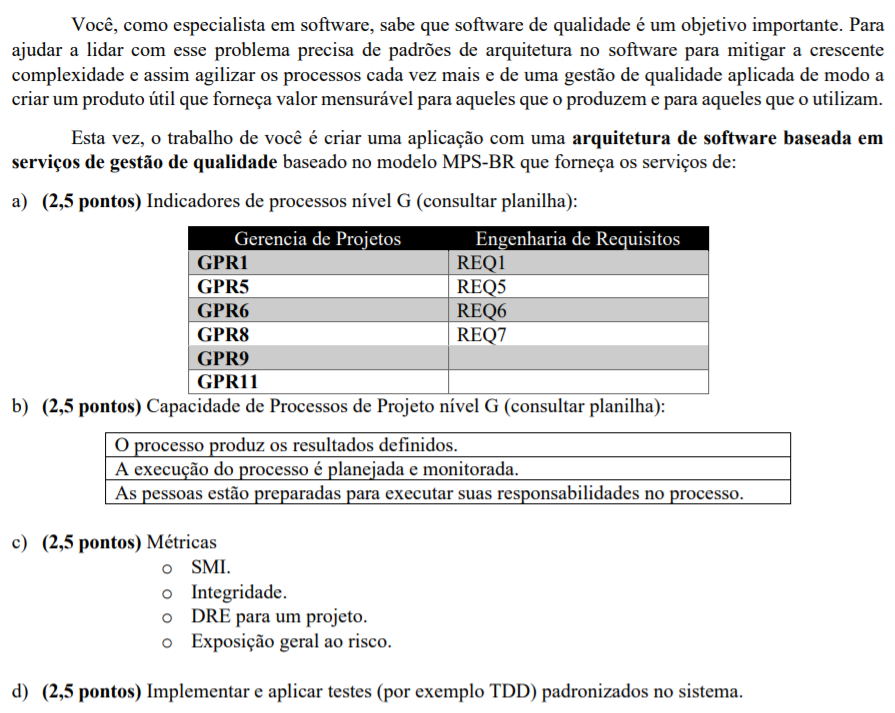 Você, como especialista em software, sabe que software de qualidade é um objetivo importante. Para
ajudar a lidar com esse problema precisa de padrões de arquitetura no software para mitigar a crescente
complexidade e assim agilizar os processos cada vez mais e de uma gestão de qualidade aplicada de modo a
criar um produto útil que forneça valor mensurável para aqueles que o produzem e para aqueles que o utilizam.
Esta vez, o trabalho de você é criar uma aplicação com uma arquitetura de software baseada em
serviços de gestão de qualidade baseado no modelo MPS-BR que forneça os serviços de:
a) (2,5 pontos) Indicadores de processos nível G (consultar planilha):
Gerencia de Projetos Engenharia de Requisitos
GPR1 REQ1
GPR5 REQ5
GPR6 REQ6
GPR8 REQ7
GPR9
GPR11
b) (2,5 pontos) Capacidade de Processos de Projeto nível G (consultar planilha):
O processo produz os resultados definidos.
A execução do processo é planejada e monitorada.
As pessoas estão preparadas para executar suas responsabilidades no processo.
c) (2,5 pontos) Métricas
o SMI.
o Integridade.
o DRE para um projeto.
o Exposição geral ao risco.
d) (2,5 pontos) Implementar e aplicar testes (por exemplo TDD) padronizados no sistema.